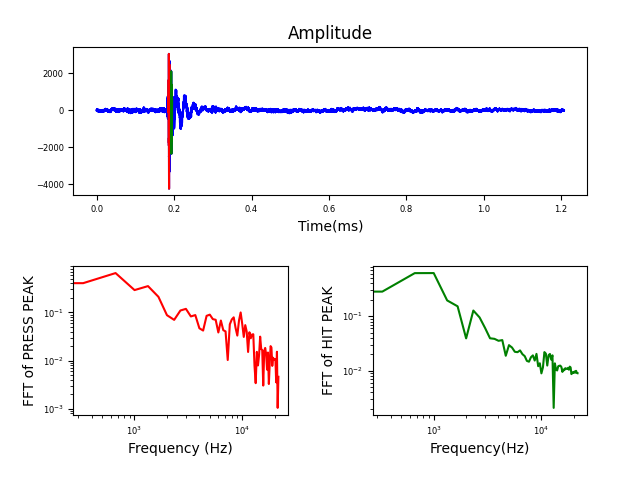 Amplitude
2000
0
−2000
−4000
0.0 0.2 0.4 0.6 0.8 1.0 1.2
Time(ms)
FFT of PRESS PEAK
10⁻¹
10⁻²
10⁻³
10³ 10⁴
Frequency (Hz)
FFT of HIT PEAK
10⁻¹
10⁻²
10³ 10⁴
Frequency(Hz)